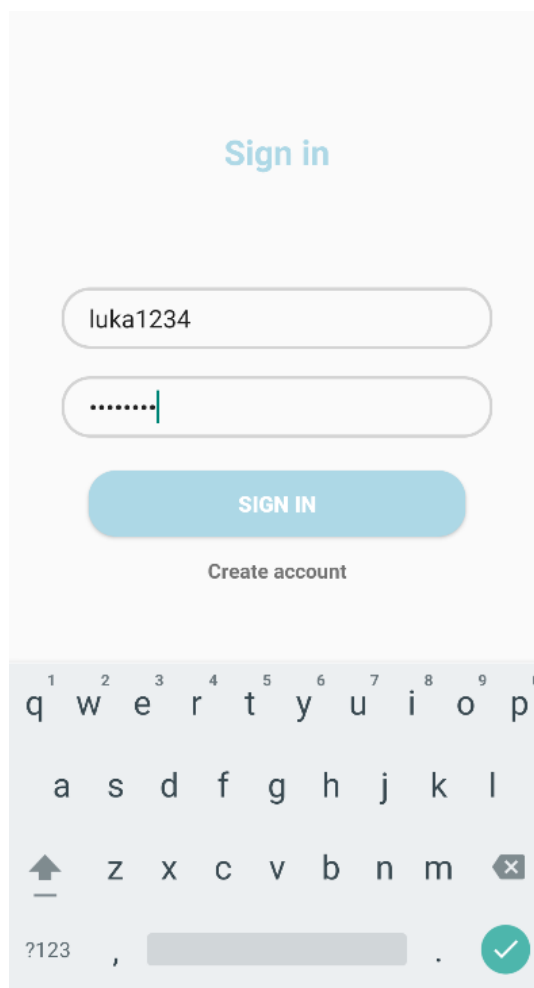 Sign in
luka1234
••••••••
SIGN IN
Create account
1 2 3 4 5 6 7 8 9
q w e r t y u i o p
a s d f g h j k l
z x c v b n m
?123 , .